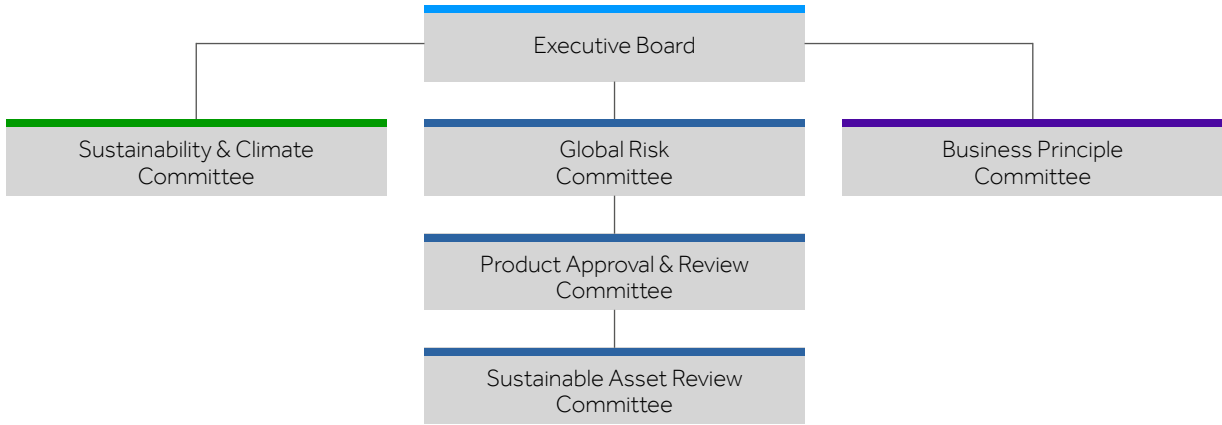 Executive Board
Sustainability & Climate
Committee
Global Risk
Committee
Business Principle
Committee
Product Approval & Review
Committee
Sustainable Asset Review
Committee